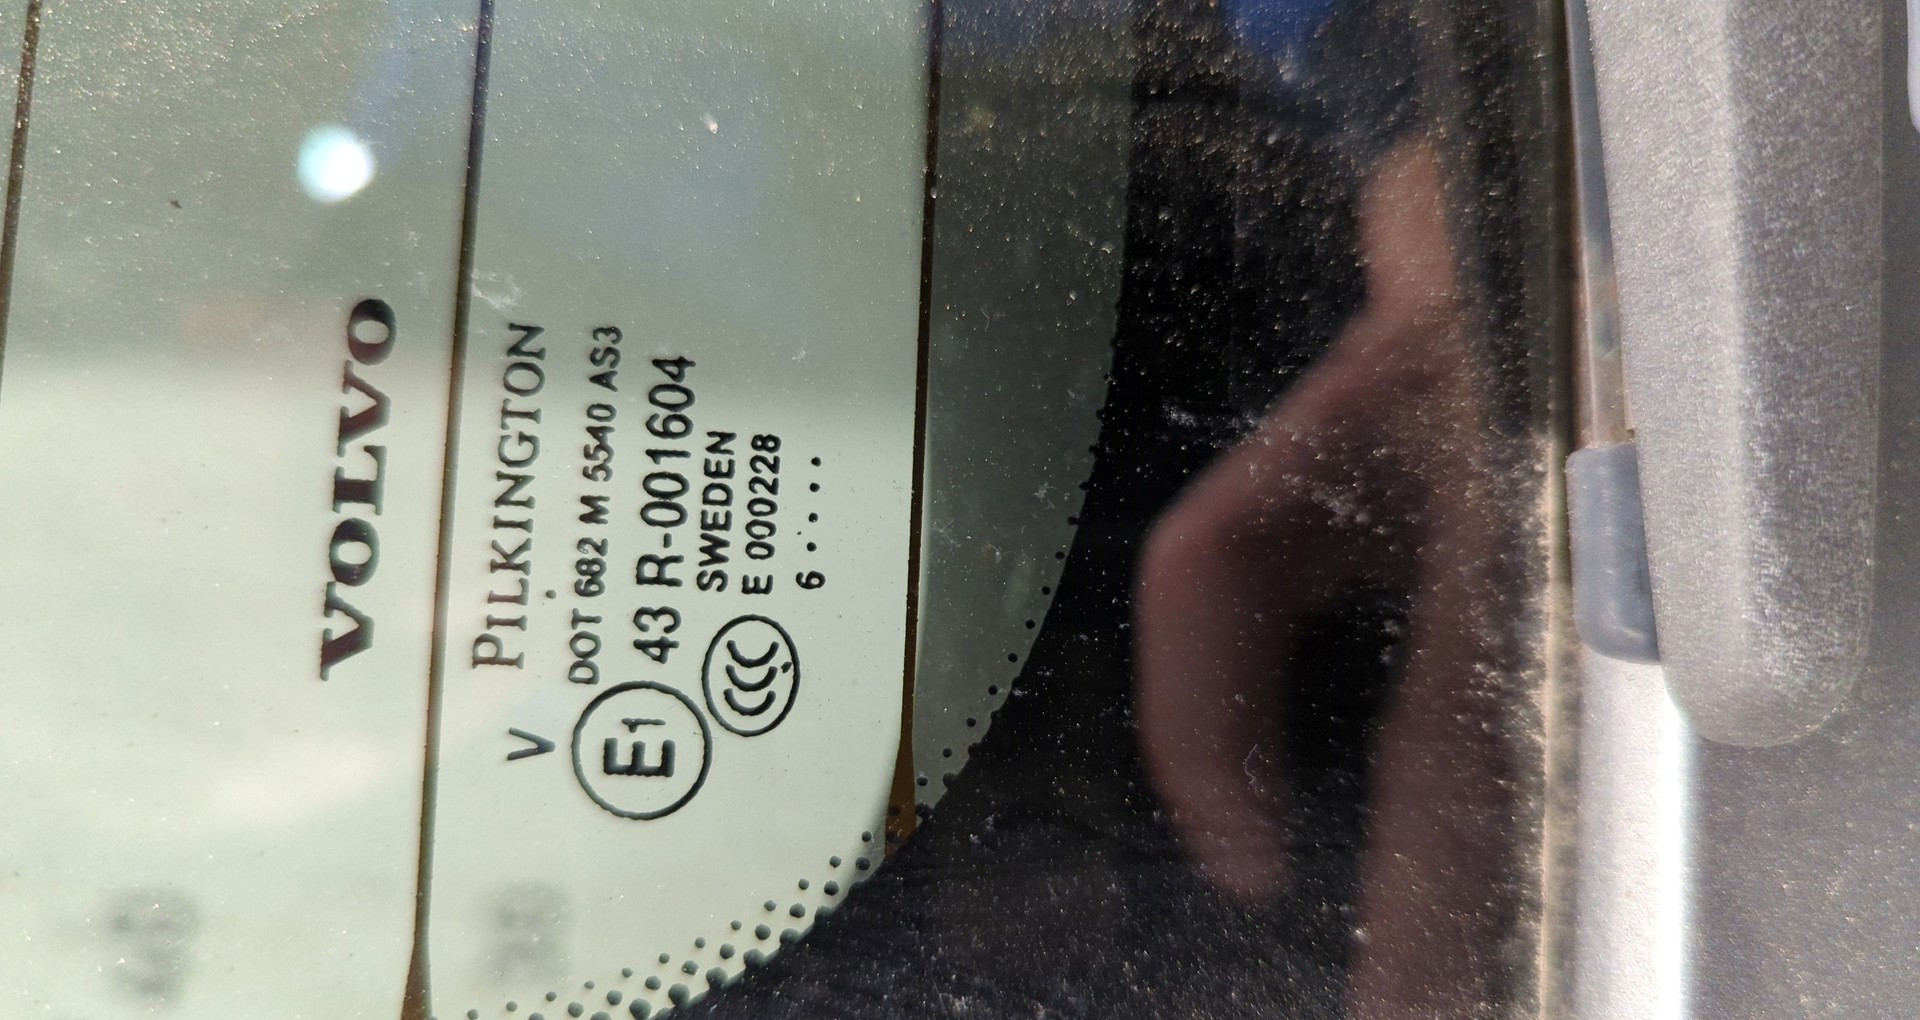 VOLVO
PILKINGTON
V DOT 682 M 5540 AS3
E1 43 R-001604
SWEDEN
CCC E 000228
6.....